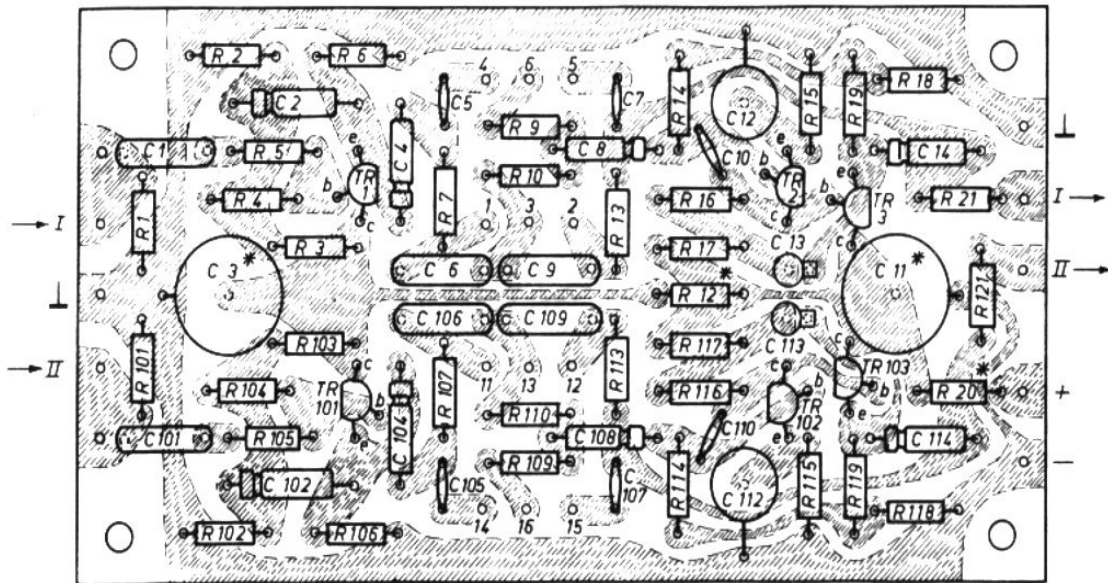 R 2
R 6
4
6
5
C 2
C5
C7
R 14
C 12
R 15
R 19
R 18
C 1
R 5
e
TR 1
b
c
C 4
R 9
C 8
R 10
C 10
e
b
TR 2
c
e
b
TR 3
c
C 14
⊥
R 1
R 4
R 7
1
3
2
R 13
R 16
R 21
→ I
I →
R 3
R 17
C 13
C 3 *
C 6
C 9
*
R 12
C 11 *
R 121
II →
⊥
C 106
C 109
C 113
R 101
R 103
R 107
11
13
12
R 113
R 117
→ II
R 104
TR 101
c
b
e
R 110
R 116
c
b
TR 102
e
TR 103
c
b
e
R 20 *
+
C 101
R 105
C 104
C 108
C 110
C 114
R 109
−
C 102
C105
14
16
15
C 107
R 114
C 112
R 115
R 119
R 118
R 102
R 106